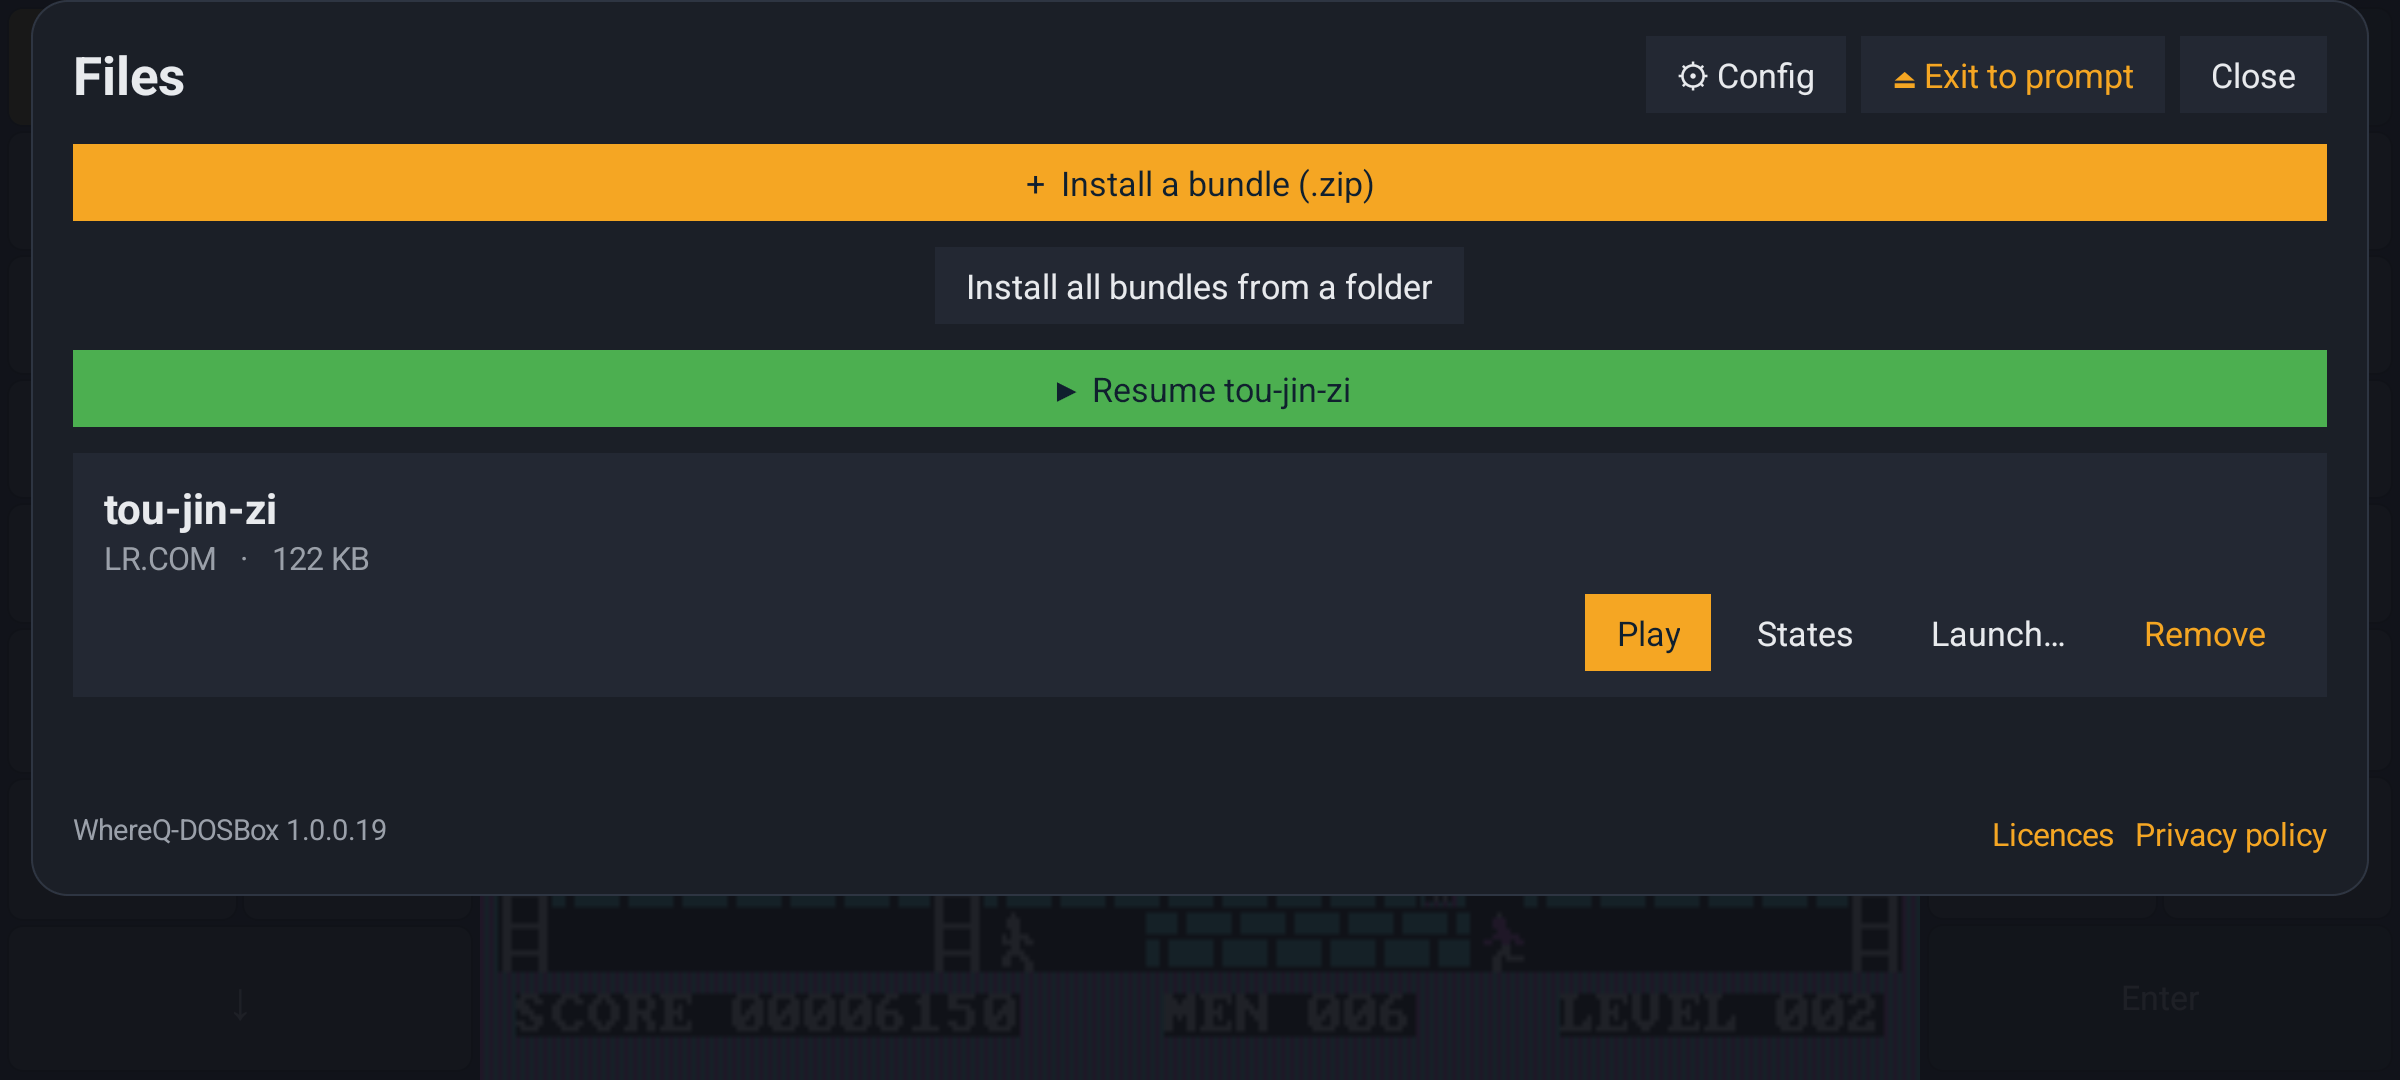 Files
⚙ Config
⏏ Exit to prompt
Close
+ Install a bundle (.zip)
Install all bundles from a folder
▶ Resume tou-jin-zi
tou-jin-zi
LR.COM · 122 KB
Play
States
Launch...
Remove
WhereQ-DOSBox 1.0.0.19
Licences
Privacy policy
↓
SCORE 00006150 MEN 006 LEVEL 002
Enter